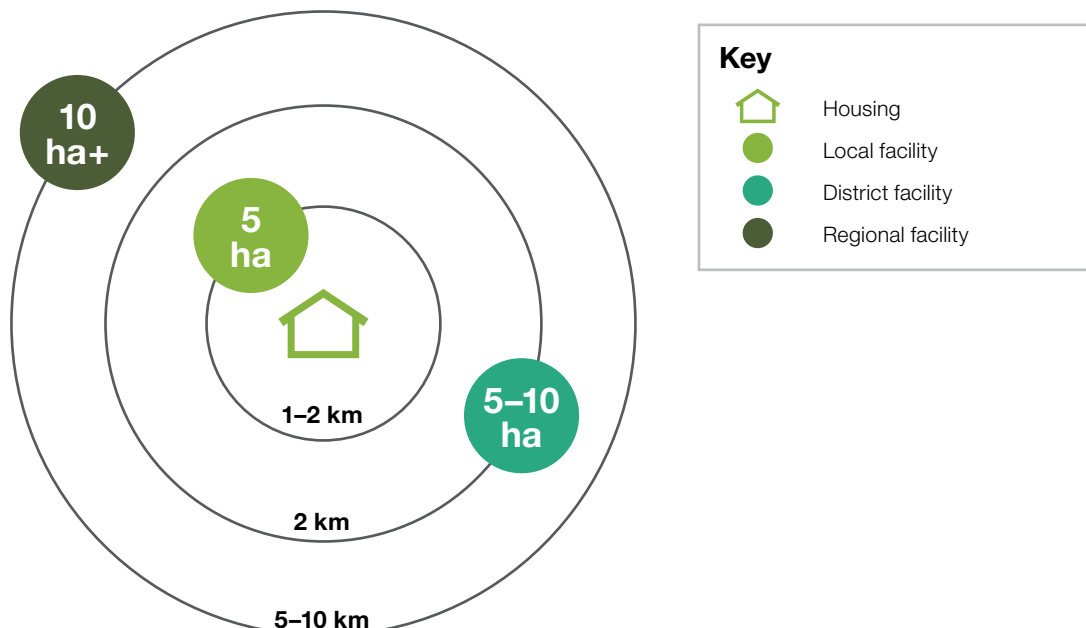 10
ha+
5
ha
5–10
ha
1–2 km
2 km
5–10 km
Key
Housing
Local facility
District facility
Regional facility